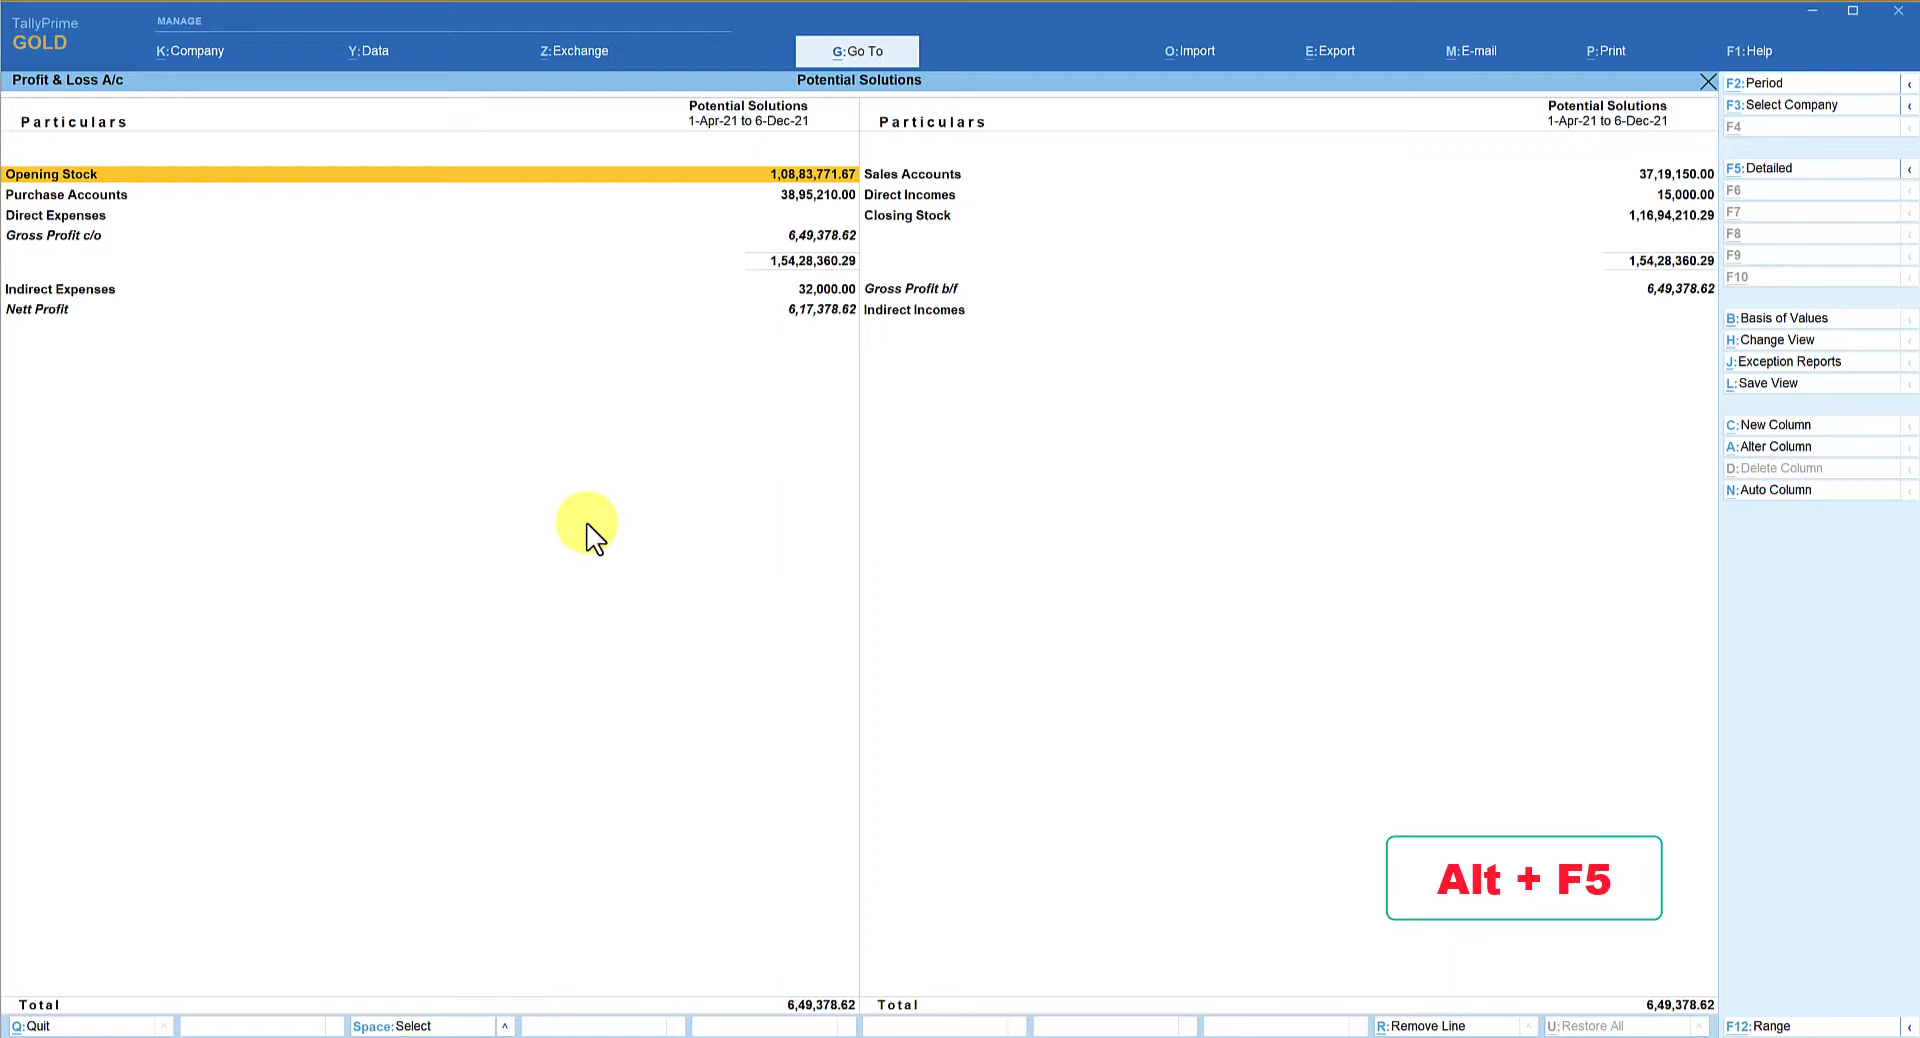 TallyPrime
GOLD
MANAGE
K:Company
Y:Data
Z:Exchange
G:Go To
O:Import
E:Export
M:E-mail
P:Print
F1:Help
Profit & Loss A/c
Potential Solutions
Particulars
Potential Solutions
1-Apr-21 to 6-Dec-21
Particulars
Potential Solutions
1-Apr-21 to 6-Dec-21
Opening Stock 1,08,83,771.67
Purchase Accounts 38,95,210.00
Direct Expenses
Gross Profit c/o 6,49,378.62
1,54,28,360.29
Indirect Expenses 32,000.00
Nett Profit 6,17,378.62
Sales Accounts 37,19,150.00
Direct Incomes 15,000.00
Closing Stock 1,16,94,210.29
1,54,28,360.29
Gross Profit b/f 6,49,378.62
Indirect Incomes
Total 6,49,378.62
Total 6,49,378.62
Alt + F5
F2:Period
F3:Select Company
F4
F5:Detailed
F6
F7
F8
F9
F10
B:Basis of Values
H:Change View
J:Exception Reports
L:Save View
C:New Column
A:Alter Column
D:Delete Column
N:Auto Column
Q:Quit
Space:Select
R:Remove Line
U:Restore All
F12:Range